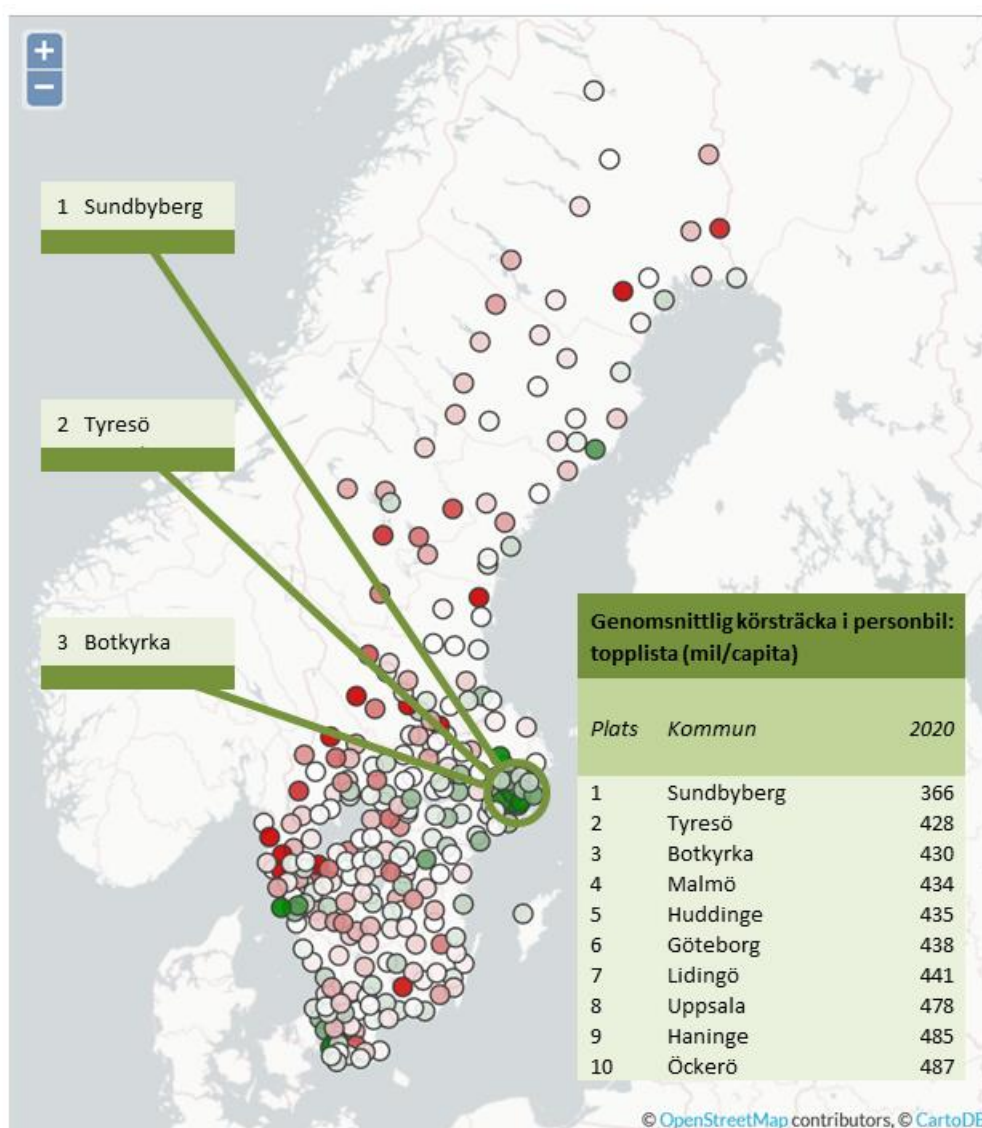 +
−
1 Sundbyberg
2 Tyresö
3 Botkyrka
Genomsnittlig körsträcka i personbil:
topplista (mil/capita)
Plats Kommun 2020
1 Sundbyberg 366
2 Tyresö 428
3 Botkyrka 430
4 Malmö 434
5 Huddinge 435
6 Göteborg 438
7 Lidingö 441
8 Uppsala 478
9 Haninge 485
10 Öckerö 487
© OpenStreetMap contributors, © CartoDB